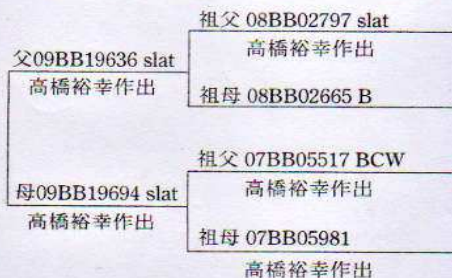 祖父 08BB02797 slat
父09BB19636 slat
高橋裕幸作出
高橋裕幸作出
祖母 08BB02665 B
祖父 07BB05517 BCW
母09BB19694 slat
高橋裕幸作出
高橋裕幸作出
祖母 07BB05981
高橋裕幸作出